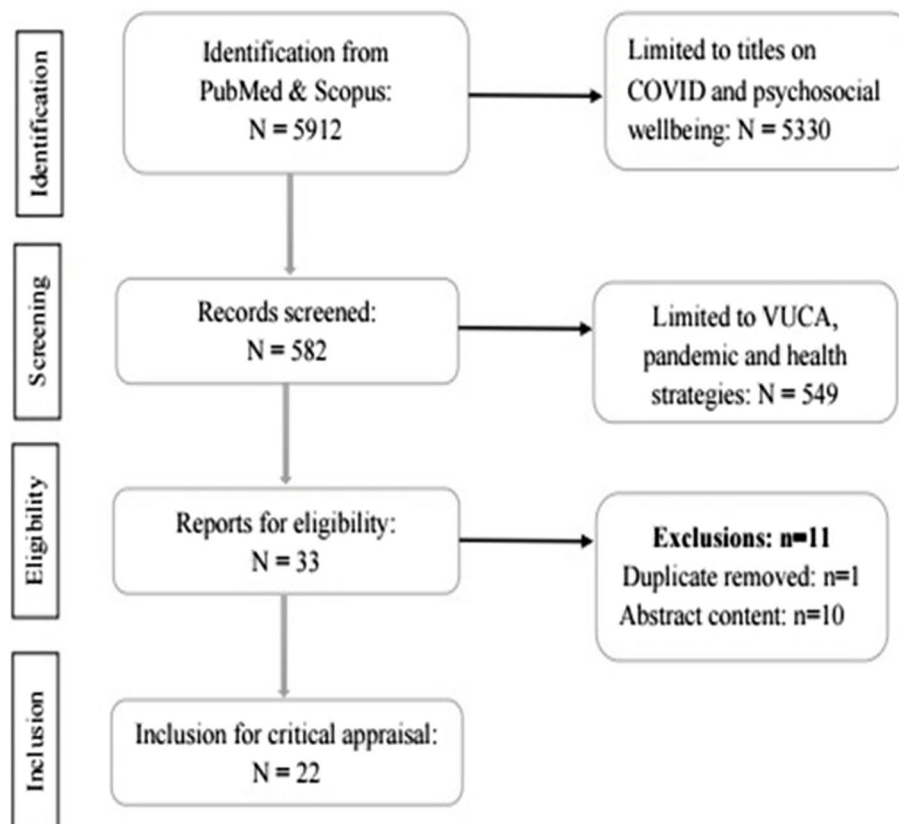 Identification
Identification from
PubMed & Scopus:
N = 5912
Limited to titles on
COVID and psychosocial
wellbeing: N = 5330
Screening
Records screened:
N = 582
Limited to VUCA,
pandemic and health
strategies: N = 549
Eligibility
Reports for eligibility:
N = 33
Exclusions: n=11
Duplicate removed: n=1
Abstract content: n=10
Inclusion
Inclusion for critical appraisal:
N = 22